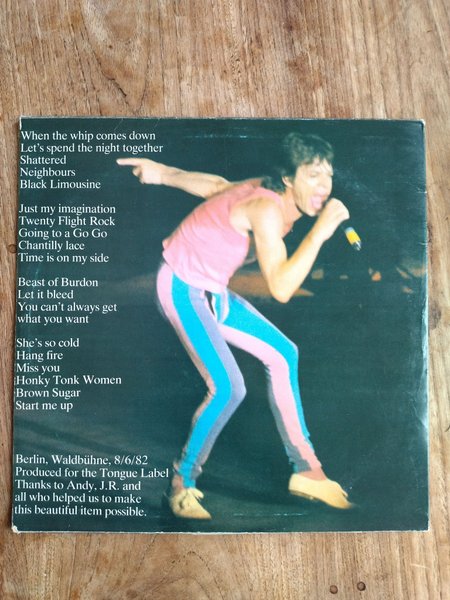 When the whip comes down
Let's spend the night together
Shattered
Neighbours
Black Limousine
Just my imagination
Twenty Flight Rock
Going to a Go Go
Chantilly lace
Time is on my side
Beast of Burdon
Let it bleed
You can't always get
what you want
She's so cold
Hang fire
Miss you
Honky Tonk Women
Brown Sugar
Start me up
Berlin, Waldbühne, 8/6/82
Produced for the Tongue Label
Thanks to Andy, J.R. and
all who helped us to make
this beautiful item possible.